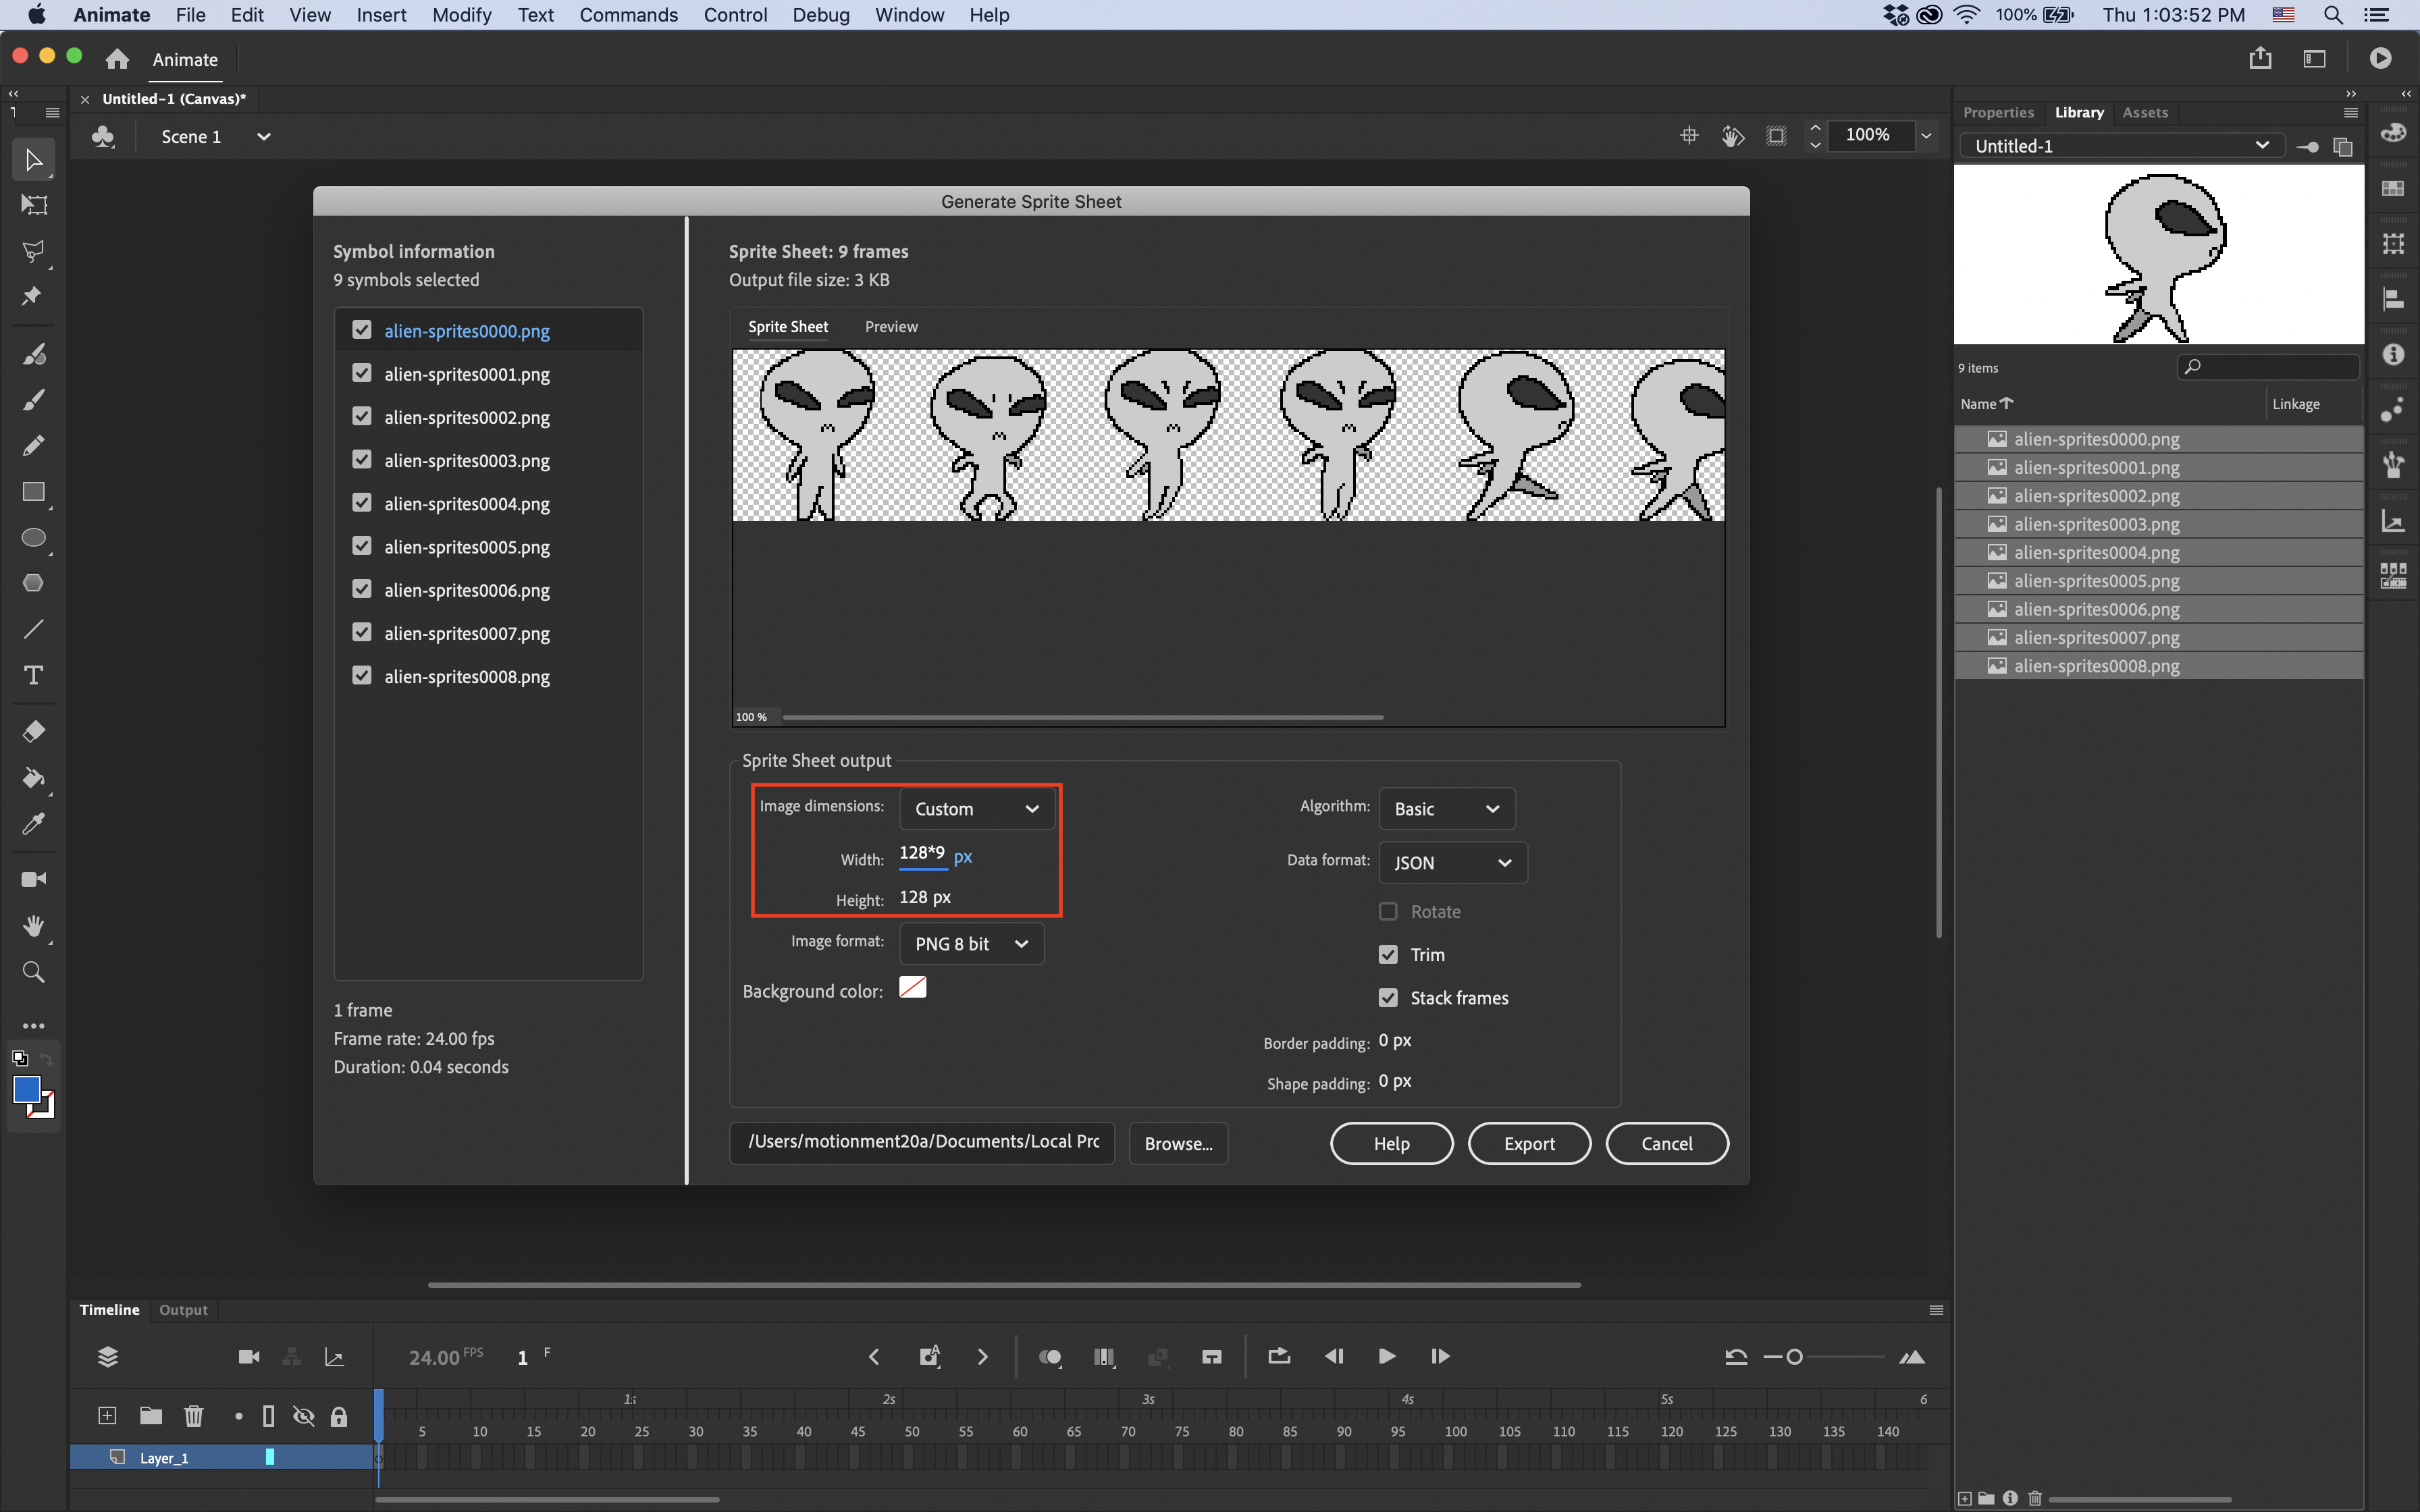 Animate File Edit View Insert Modify Text Commands Control Debug Window Help 100% Thu 1:03:52 PM
Animate
Untitled-1 (Canvas)*
Scene 1
100%
Properties Library Assets
Untitled-1
9 items
Name Linkage
alien-sprites0000.png
alien-sprites0001.png
alien-sprites0002.png
alien-sprites0003.png
alien-sprites0004.png
alien-sprites0005.png
alien-sprites0006.png
alien-sprites0007.png
alien-sprites0008.png
Generate Sprite Sheet
Symbol information
9 symbols selected
alien-sprites0000.png
alien-sprites0001.png
alien-sprites0002.png
alien-sprites0003.png
alien-sprites0004.png
alien-sprites0005.png
alien-sprites0006.png
alien-sprites0007.png
alien-sprites0008.png
1 frame
Frame rate: 24.00 fps
Duration: 0.04 seconds
Sprite Sheet: 9 frames
Output file size: 3 KB
Sprite Sheet Preview
100 %
Sprite Sheet output
Image dimensions: Custom
Width: 128*9 px
Height: 128 px
Image format: PNG 8 bit
Background color:
Algorithm: Basic
Data format: JSON
Rotate
Trim
Stack frames
Border padding: 0 px
Shape padding: 0 px
/Users/motionment20a/Documents/Local Prc
Browse... Help Export Cancel
Timeline Output
24.00 FPS 1 F
1s 2s 3s 4s 5s 6
5 10 15 20 25 30 35 40 45 50 55 60 65 70 75 80 85 90 95 100 105 110 115 120 125 130 135 140
Layer_1